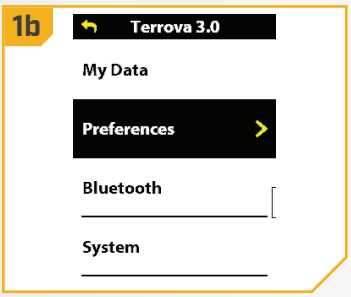 1b
Terrova 3.0
My Data
Preferences
Bluetooth
System